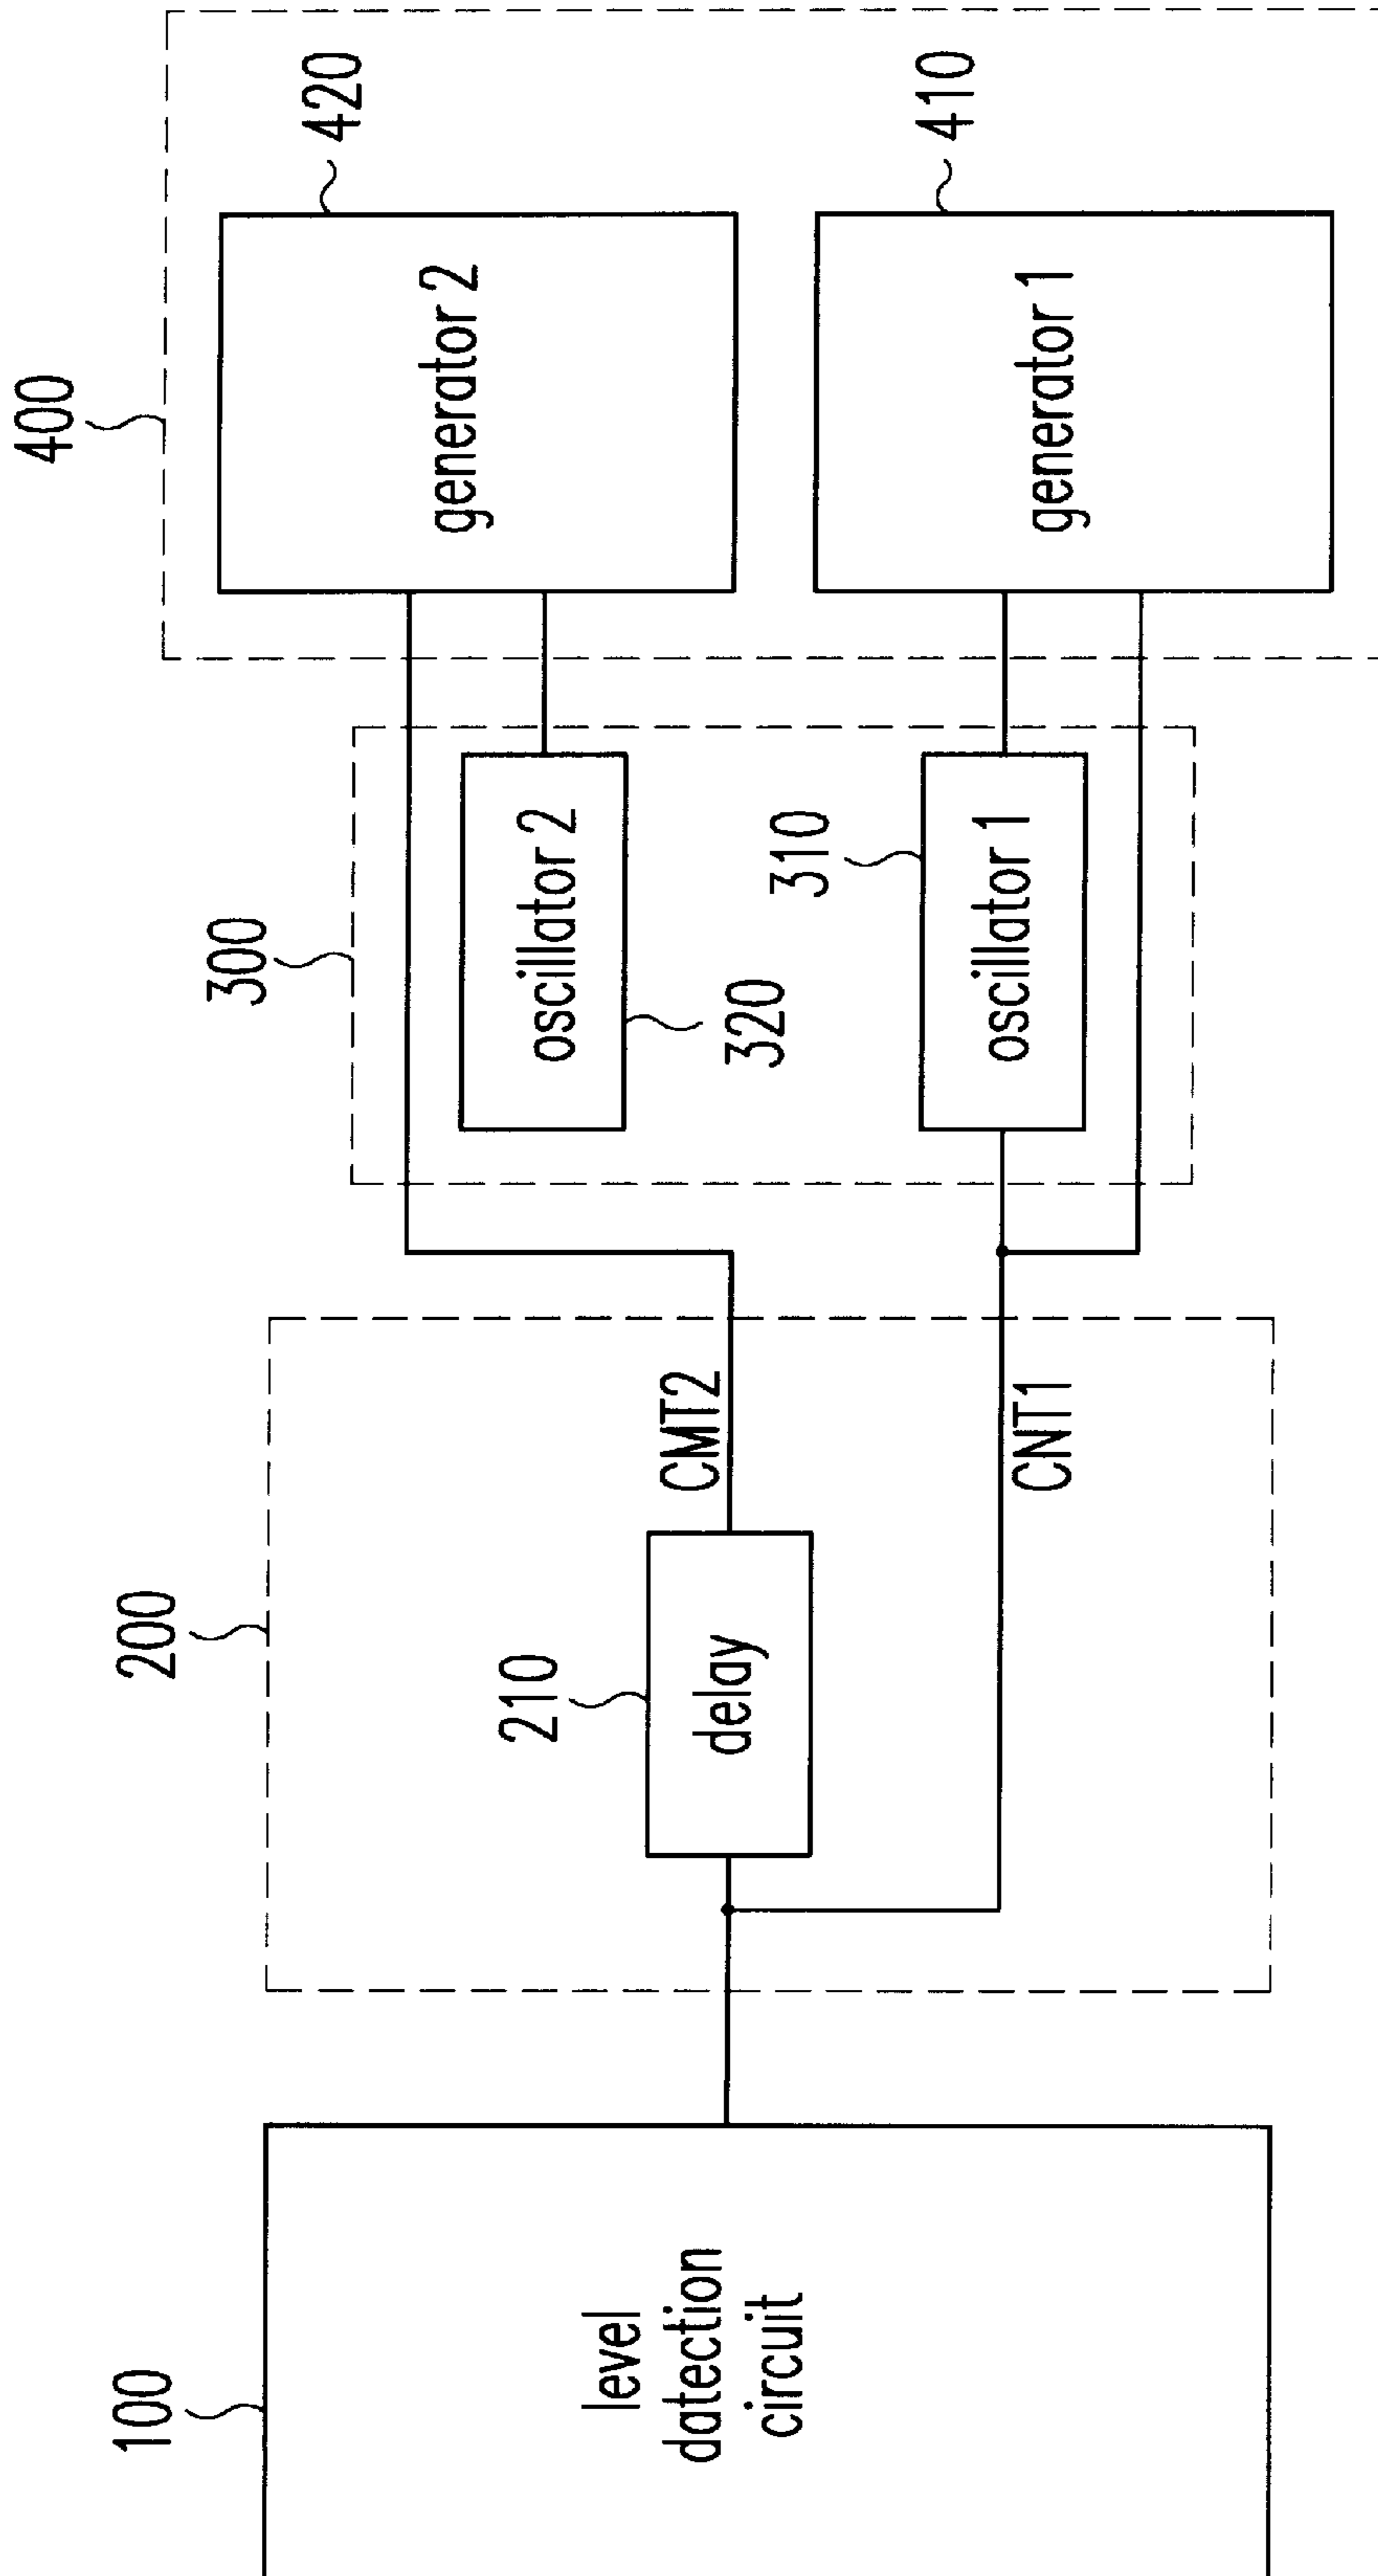 100
level
datection
circuit
200
210
delay
CMT2
CNT1
300
oscillator 2
320
310
oscillator 1
400
generator 2
420
generator 1
410